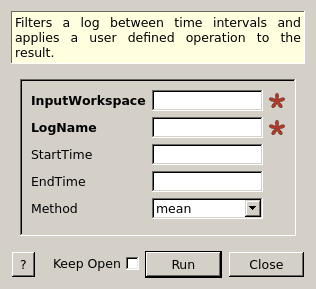 Filters a log between time intervals and
applies a user defined operation to the
result.
InputWorkspace
LogName
StartTime
EndTime
Method mean
? Keep Open Run Close